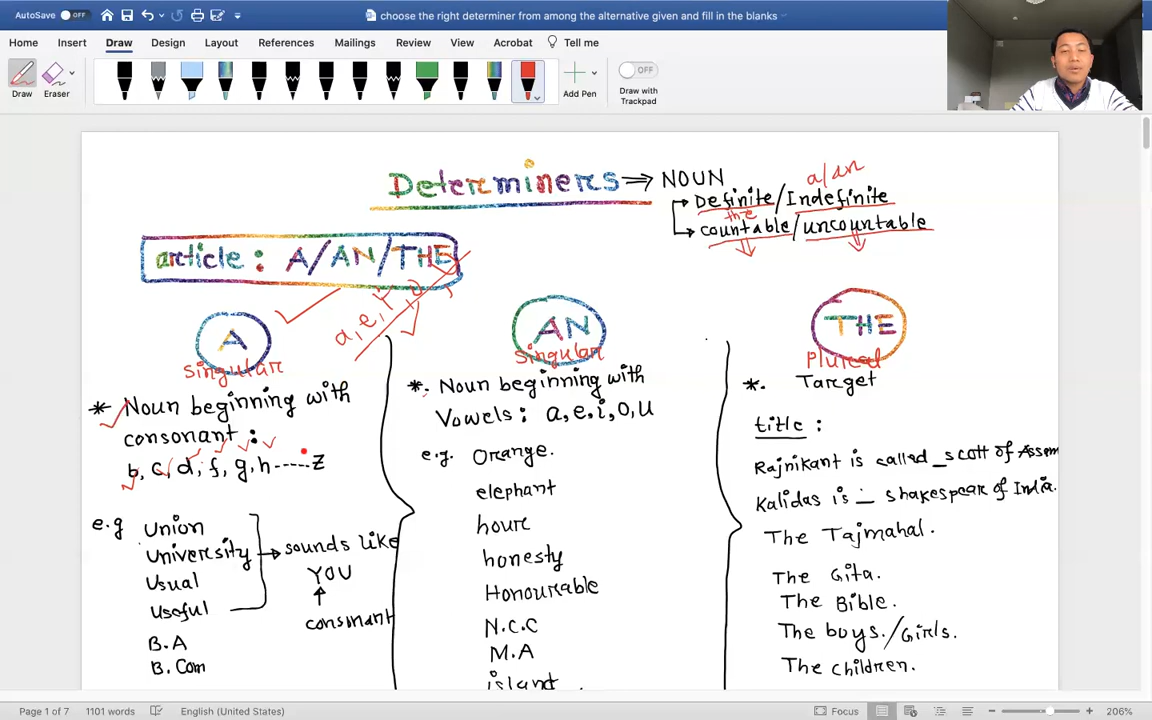 AutoSave OFF
choose the right determiner from among the alternative given and fill in the blanks
Home Insert Draw Design Layout References Mailings Review View Acrobat Tell me
Draw Eraser Add Pen Draw with Trackpad OFF
Determiners ⇒ NOUN
a/an
Definite/Indefinite
the
countable/uncountable
article: A/AN/THE
a, e, i, o
A
singular
* Noun beginning with
consonant :
b, c, d, f, g, h ------ z
e.g union
university
usual
useful
sounds like
YOU
consonant
B.A
B. Com
AN
singular
*. Noun beginning with
Vowels: a, e, i, o, u
e.g. Orange.
elephant
hour
honesty
Honourable
N.C.C
M.A
island
THE
Plureal
*. Target
title :
Rajnikant is called _ scott of Assem
Kalidas is _ shakespear of India.
The Tajmahal.
The Gita.
The Bible.
The boys./Girls.
The children.
Page 1 of 7 1101 words English (United States) Focus 206%